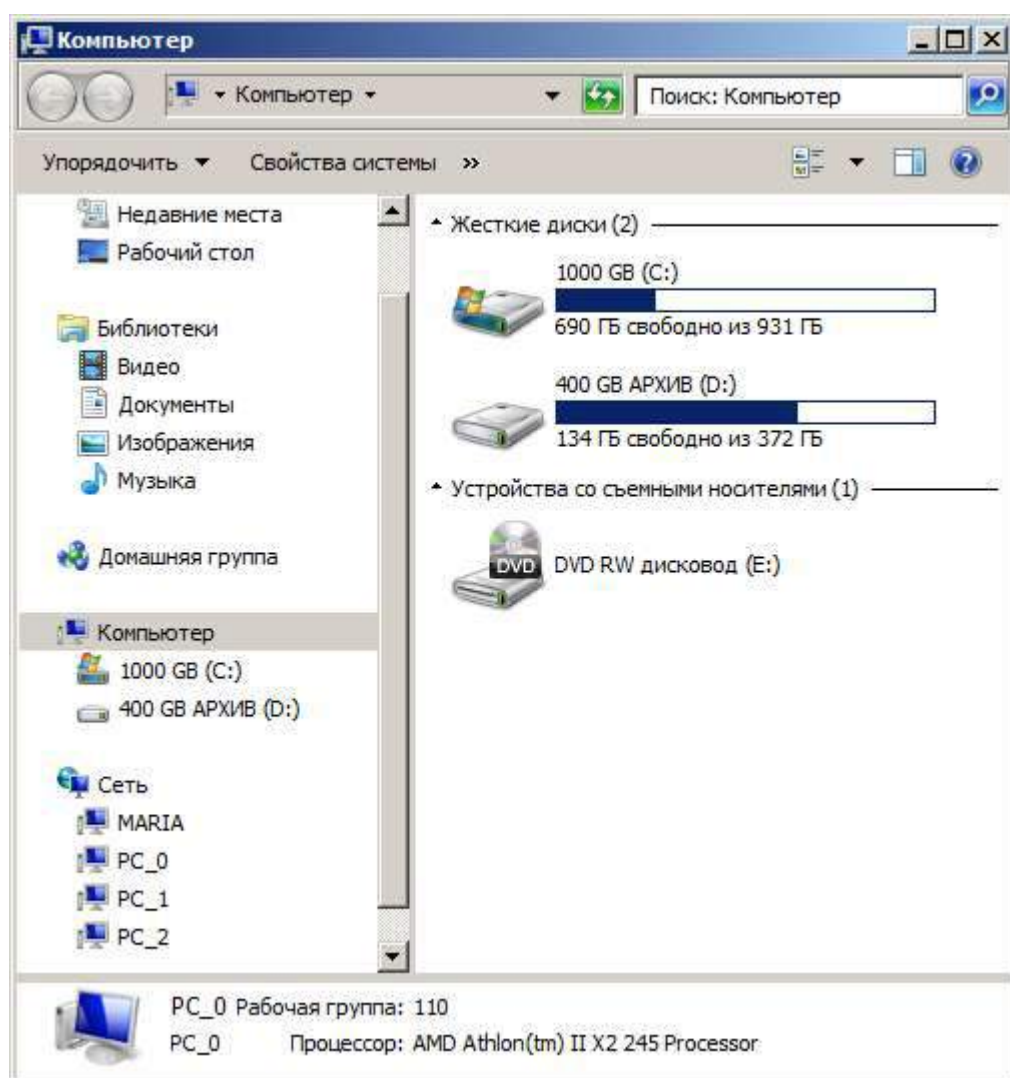 Компьютер
Компьютер
Поиск: Компьютер
Упорядочить
Свойства системы »
Недавние места
Рабочий стол
Библиотеки
Видео
Документы
Изображения
Музыка
Домашняя группа
Компьютер
1000 GB (C:)
400 GB АРХИВ (D:)
Сеть
MARIA
PC_0
PC_1
PC_2
Жесткие диски (2)
1000 GB (C:)
690 ГБ свободно из 931 ГБ
400 GB АРХИВ (D:)
134 ГБ свободно из 372 ГБ
Устройства со съемными носителями (1)
DVD
DVD RW дисковод (E:)
PC_0 Рабочая группа: 110
PC_0 Процессор: AMD Athlon(tm) II X2 245 Processor